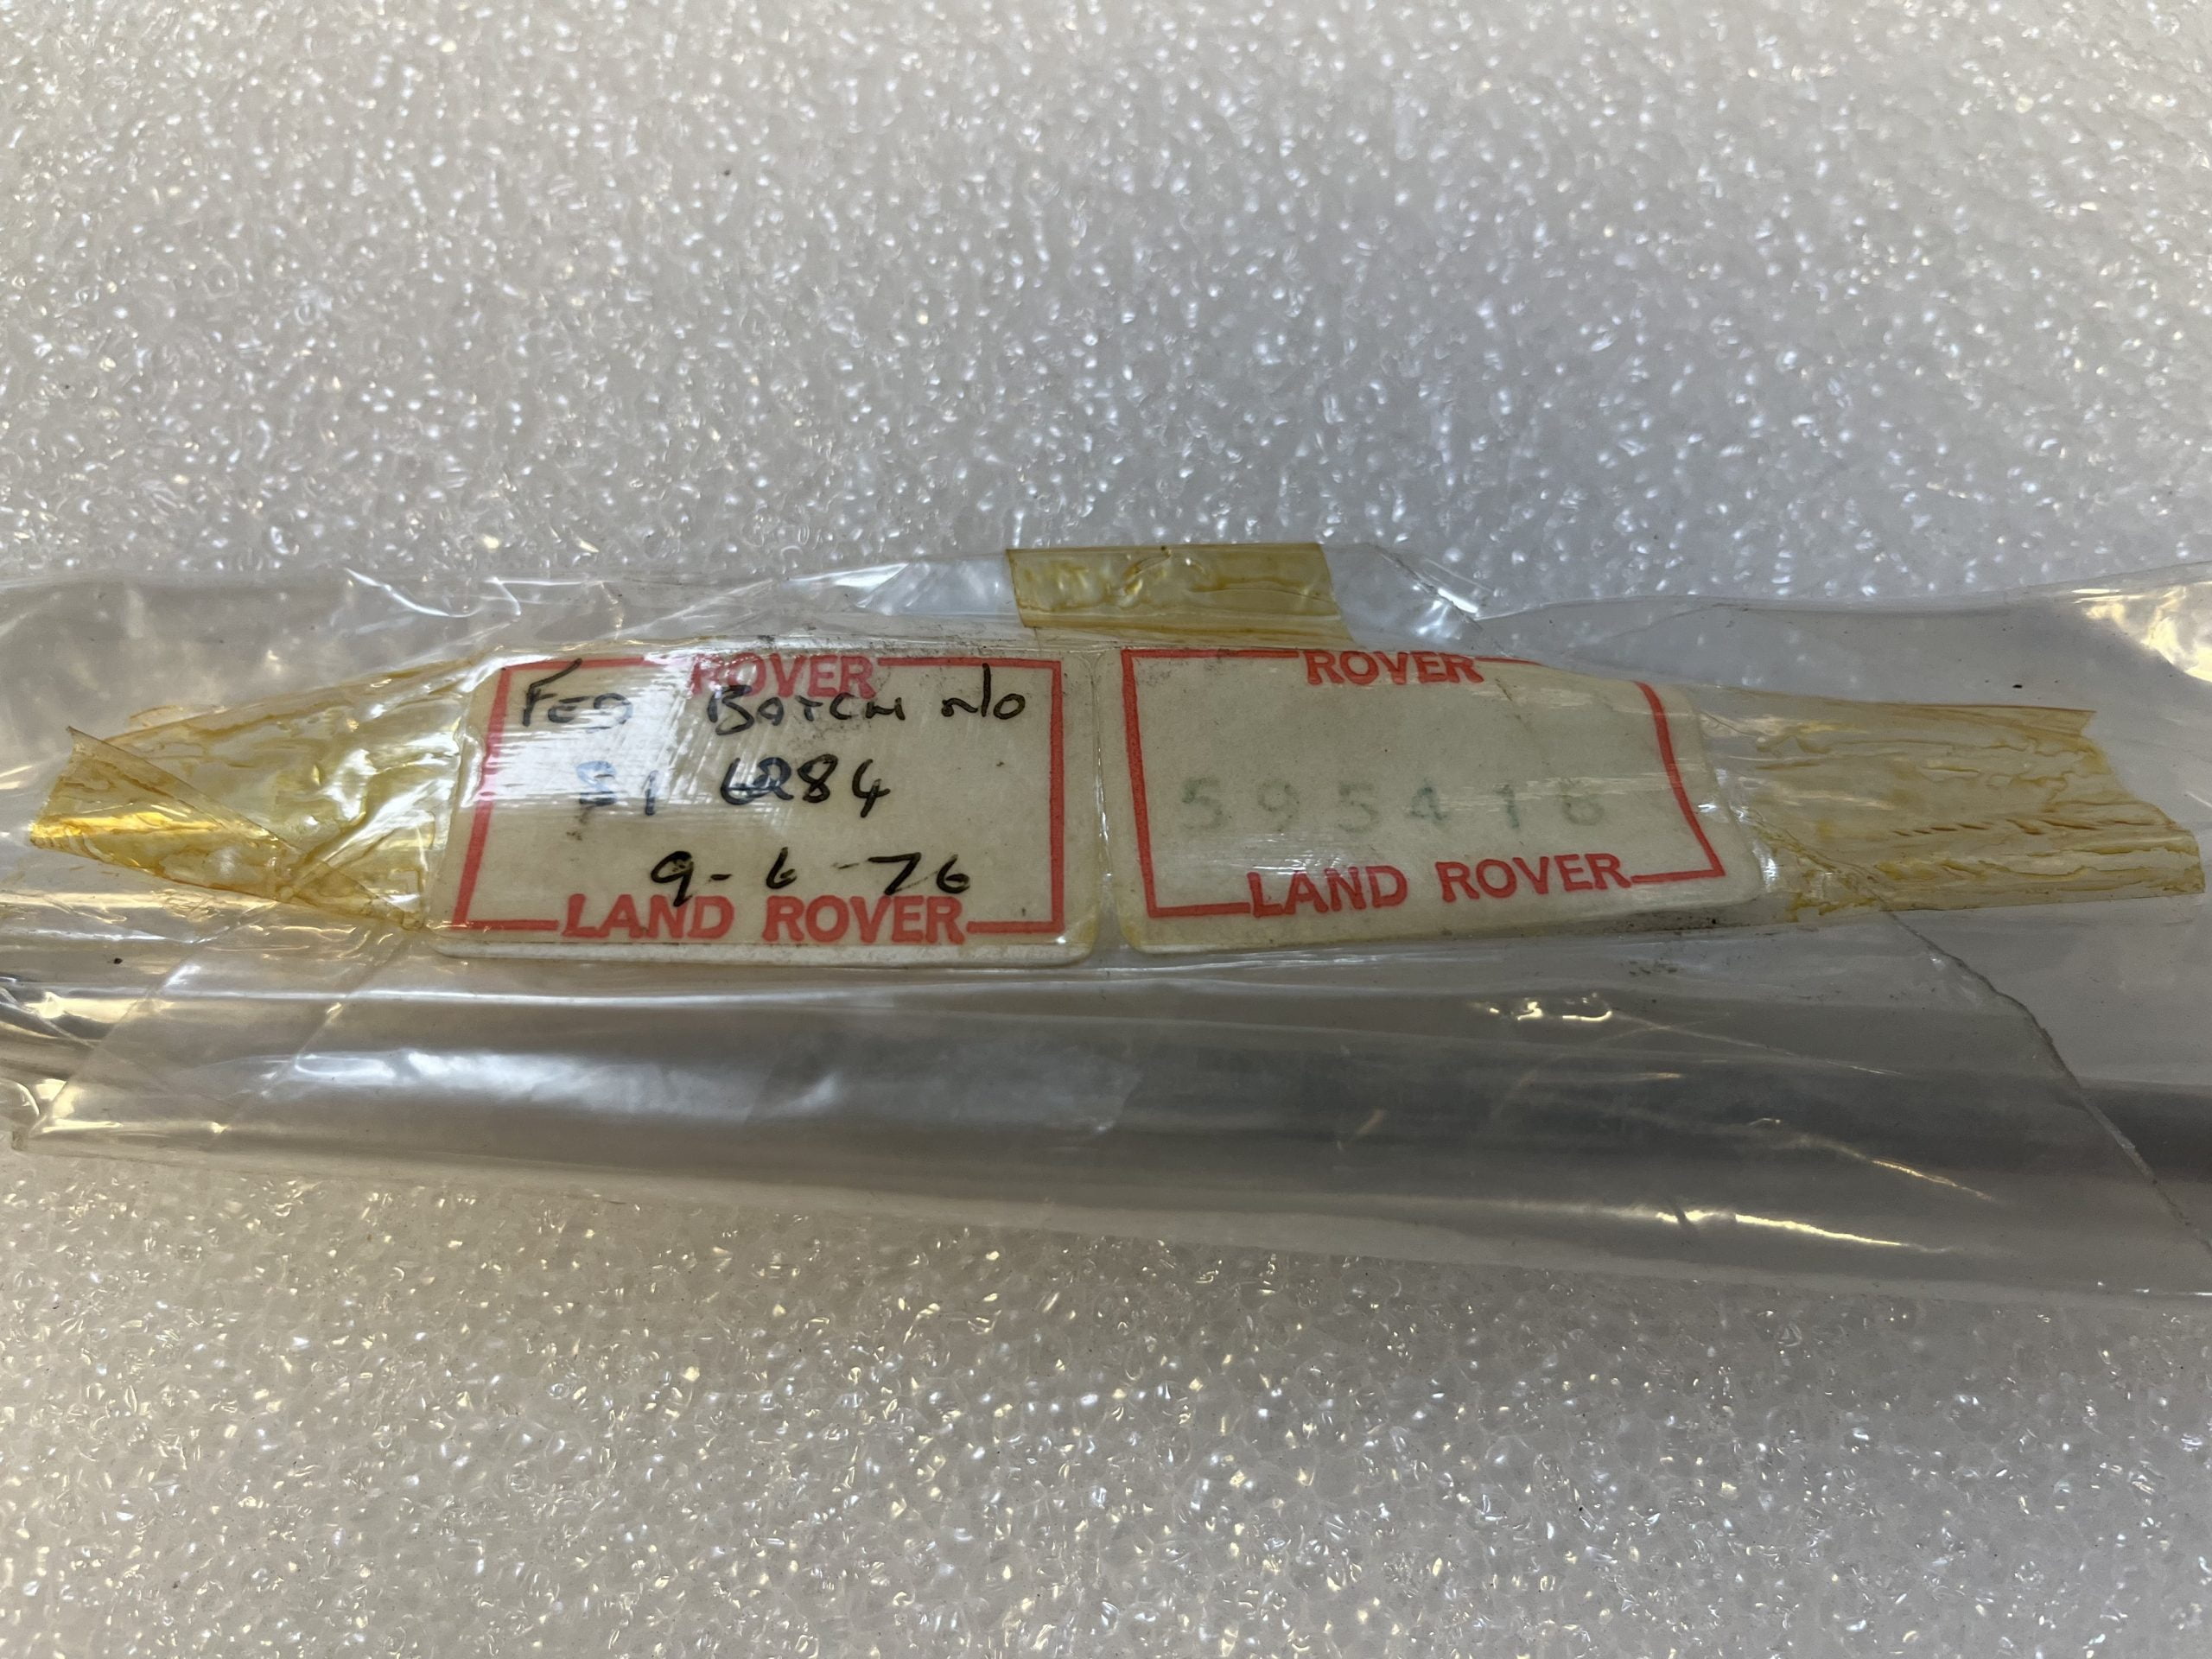 ROVER
FED BATCH NO
6284
9-6-76
LAND ROVER
ROVER
595416
LAND ROVER